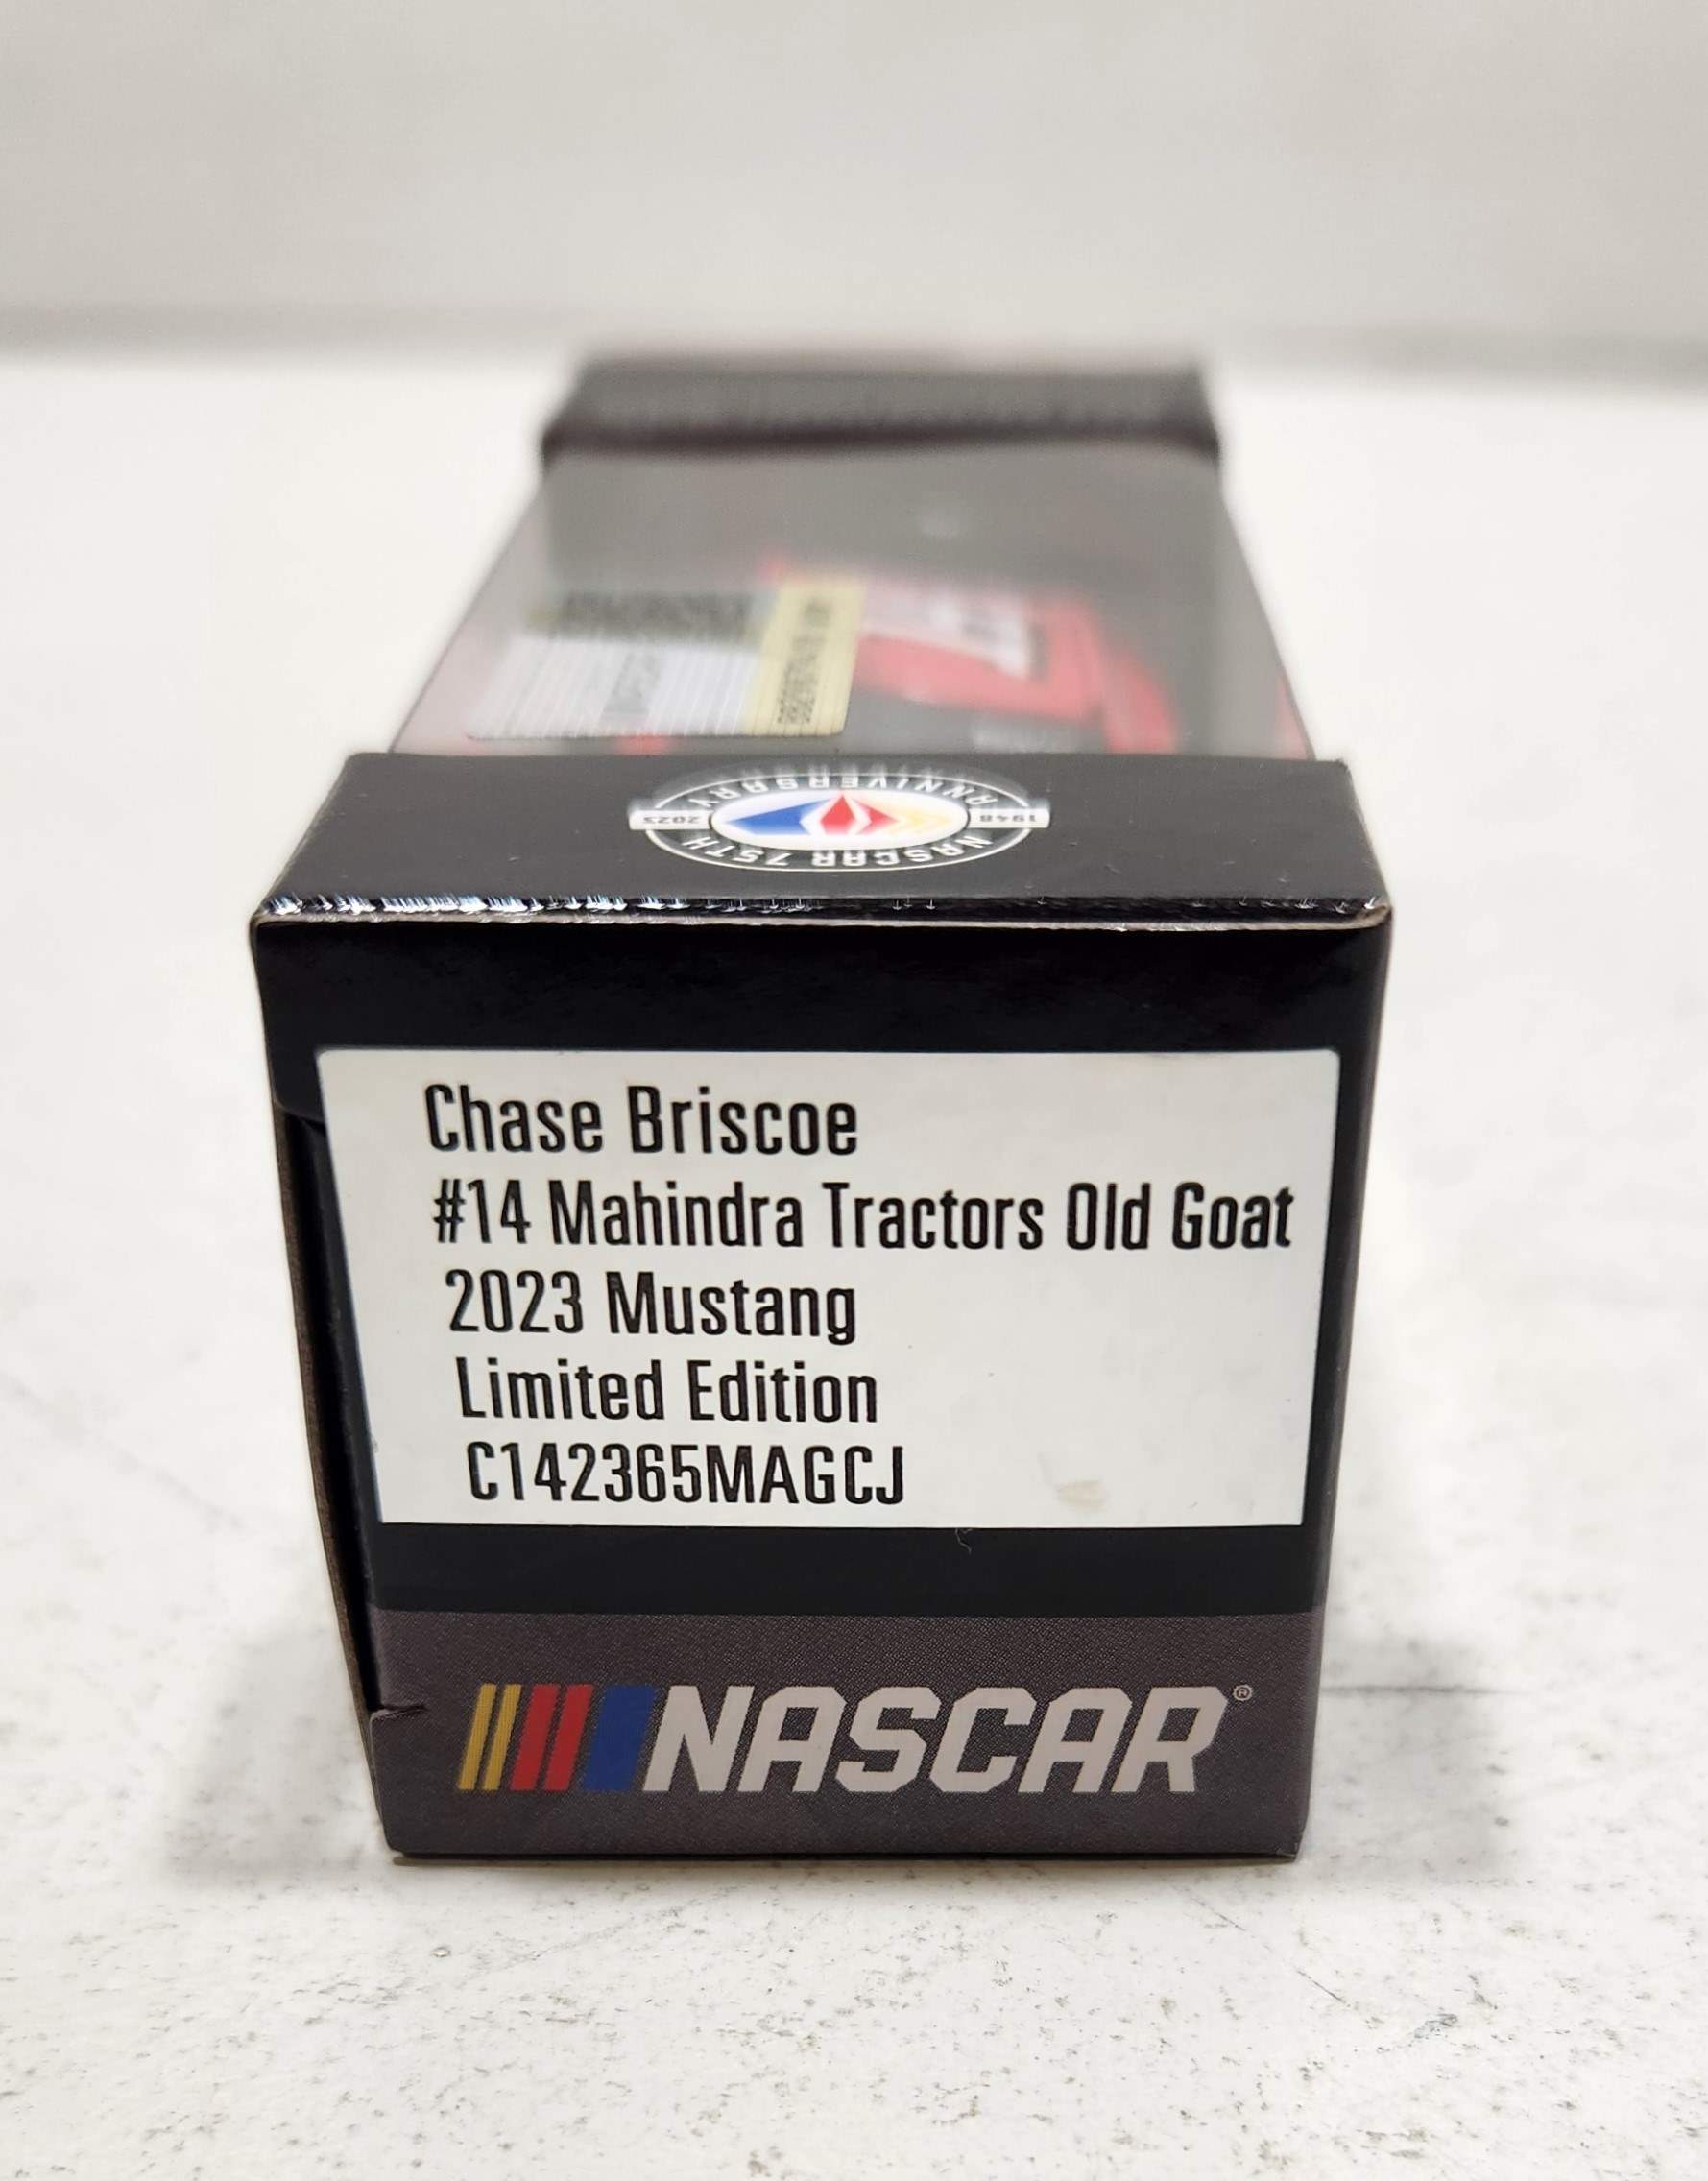 NASCAR 75TH
ANNIVERSARY
1948 2023
Chase Briscoe
#14 Mahindra Tractors Old Goat
2023 Mustang
Limited Edition
C142365MAGCJ
NASCAR®